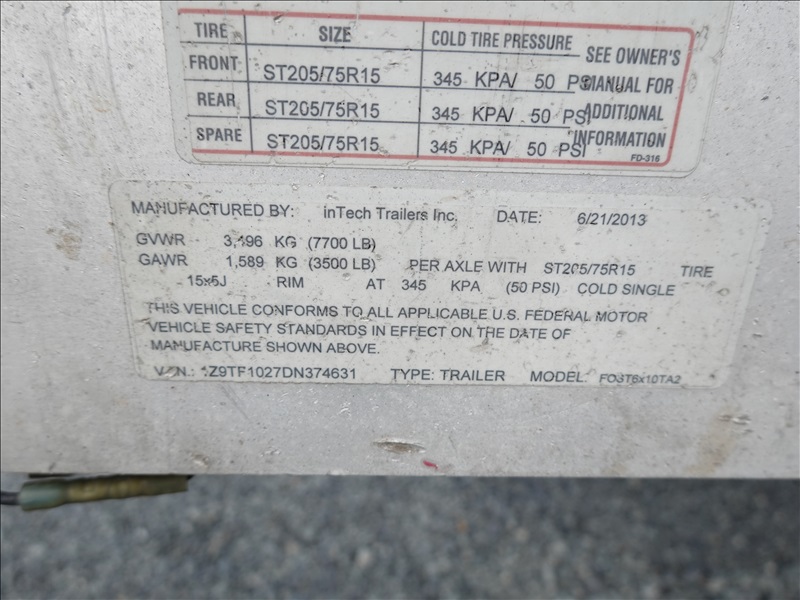 TIRE SIZE COLD TIRE PRESSURE SEE OWNER'S
FRONT ST205/75R15 345 KPA/ 50 PSI MANUAL FOR
REAR ST205/75R15 345 KPA/ 50 PSI ADDITIONAL
SPARE ST205/75R15 345 KPA/ 50 PSI INFORMATION
FD-316
MANUFACTURED BY: inTech Trailers Inc. DATE: 6/21/2013
GVWR 3,496 KG (7700 LB)
GAWR 1,589 KG (3500 LB) PER AXLE WITH ST205/75R15 TIRE
15x5J RIM AT 345 KPA (50 PSI) COLD SINGLE
THIS VEHICLE CONFORMS TO ALL APPLICABLE U.S. FEDERAL MOTOR
VEHICLE SAFETY STANDARDS IN EFFECT ON THE DATE OF
MANUFACTURE SHOWN ABOVE.
V.I.N.: 1Z9TF1027DN374631 TYPE: TRAILER MODEL: FO3T6x10TA2